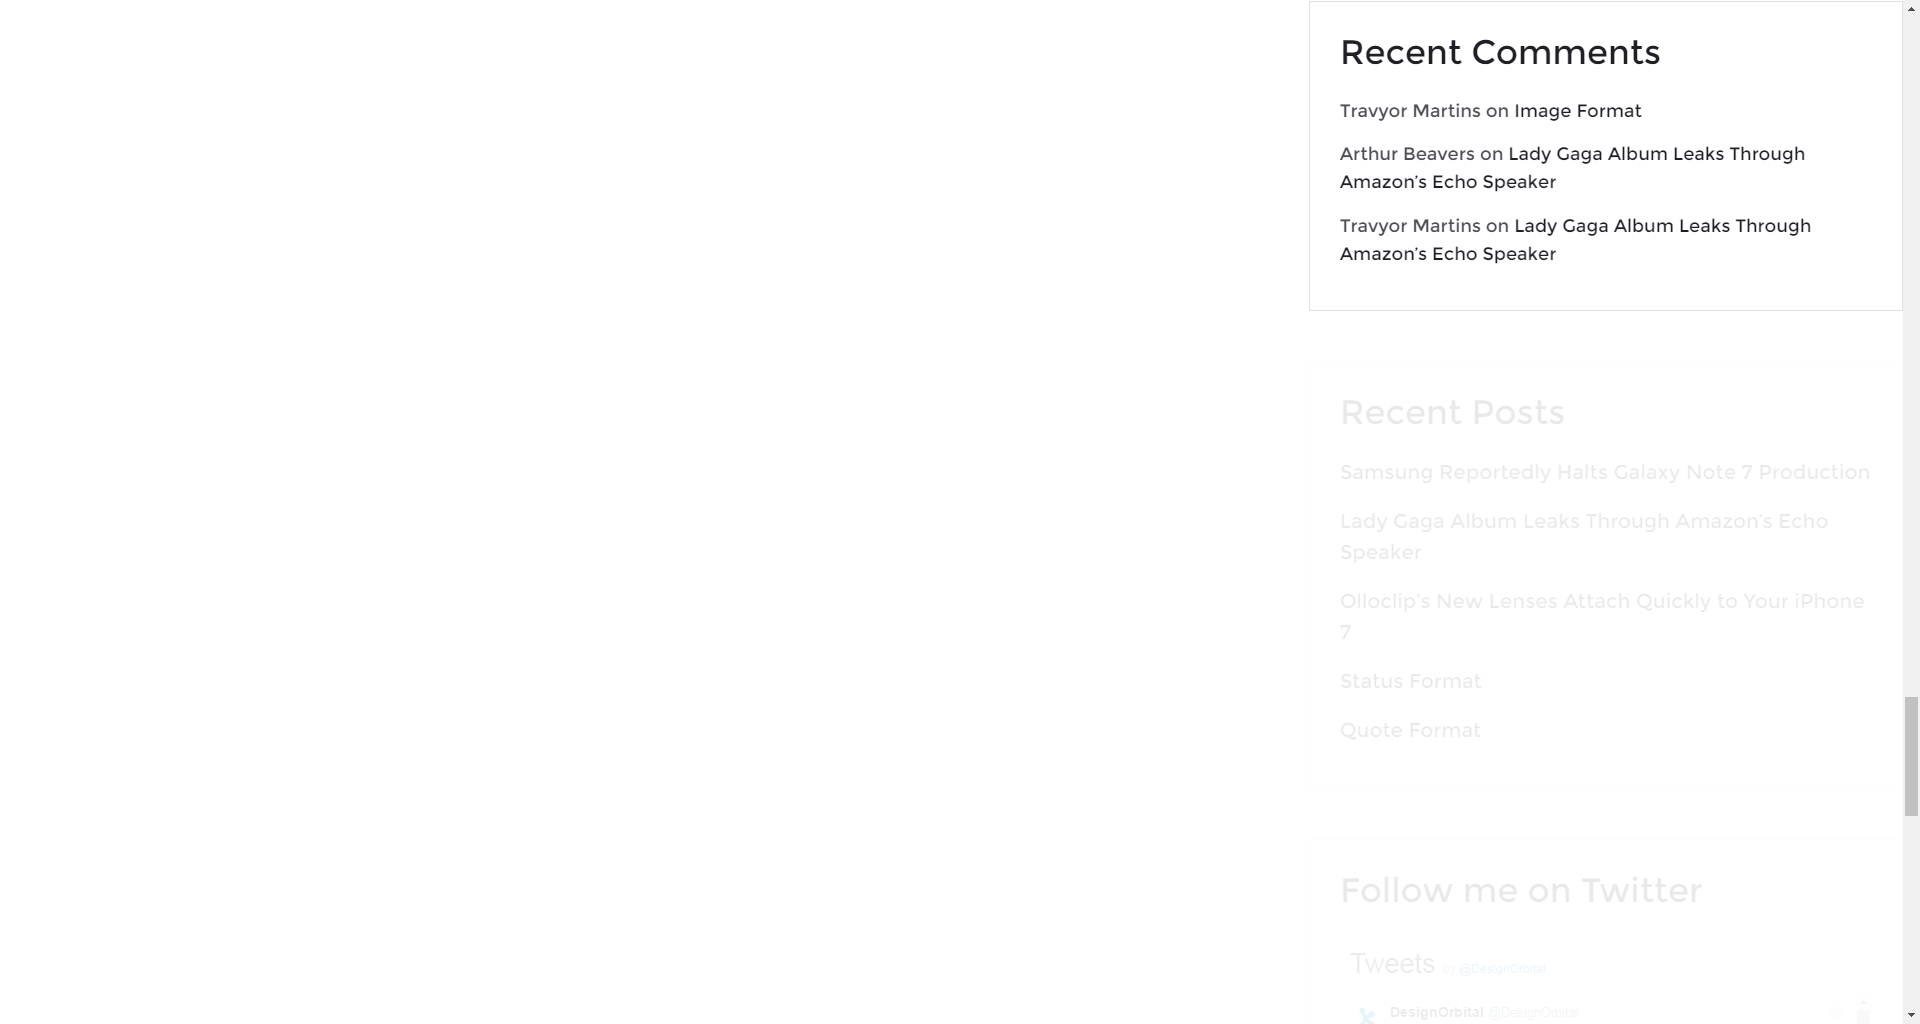 Recent Comments
Travyor Martins on Image Format
Arthur Beavers on Lady Gaga Album Leaks Through
Amazon’s Echo Speaker
Travyor Martins on Lady Gaga Album Leaks Through
Amazon’s Echo Speaker
Recent Posts
Samsung Reportedly Halts Galaxy Note 7 Production
Lady Gaga Album Leaks Through Amazon’s Echo
Speaker
Olloclip’s New Lenses Attach Quickly to Your iPhone
7
Status Format
Quote Format
Follow me on Twitter
Tweets by @DesignOrbital
DesignOrbital @DesignOrbital